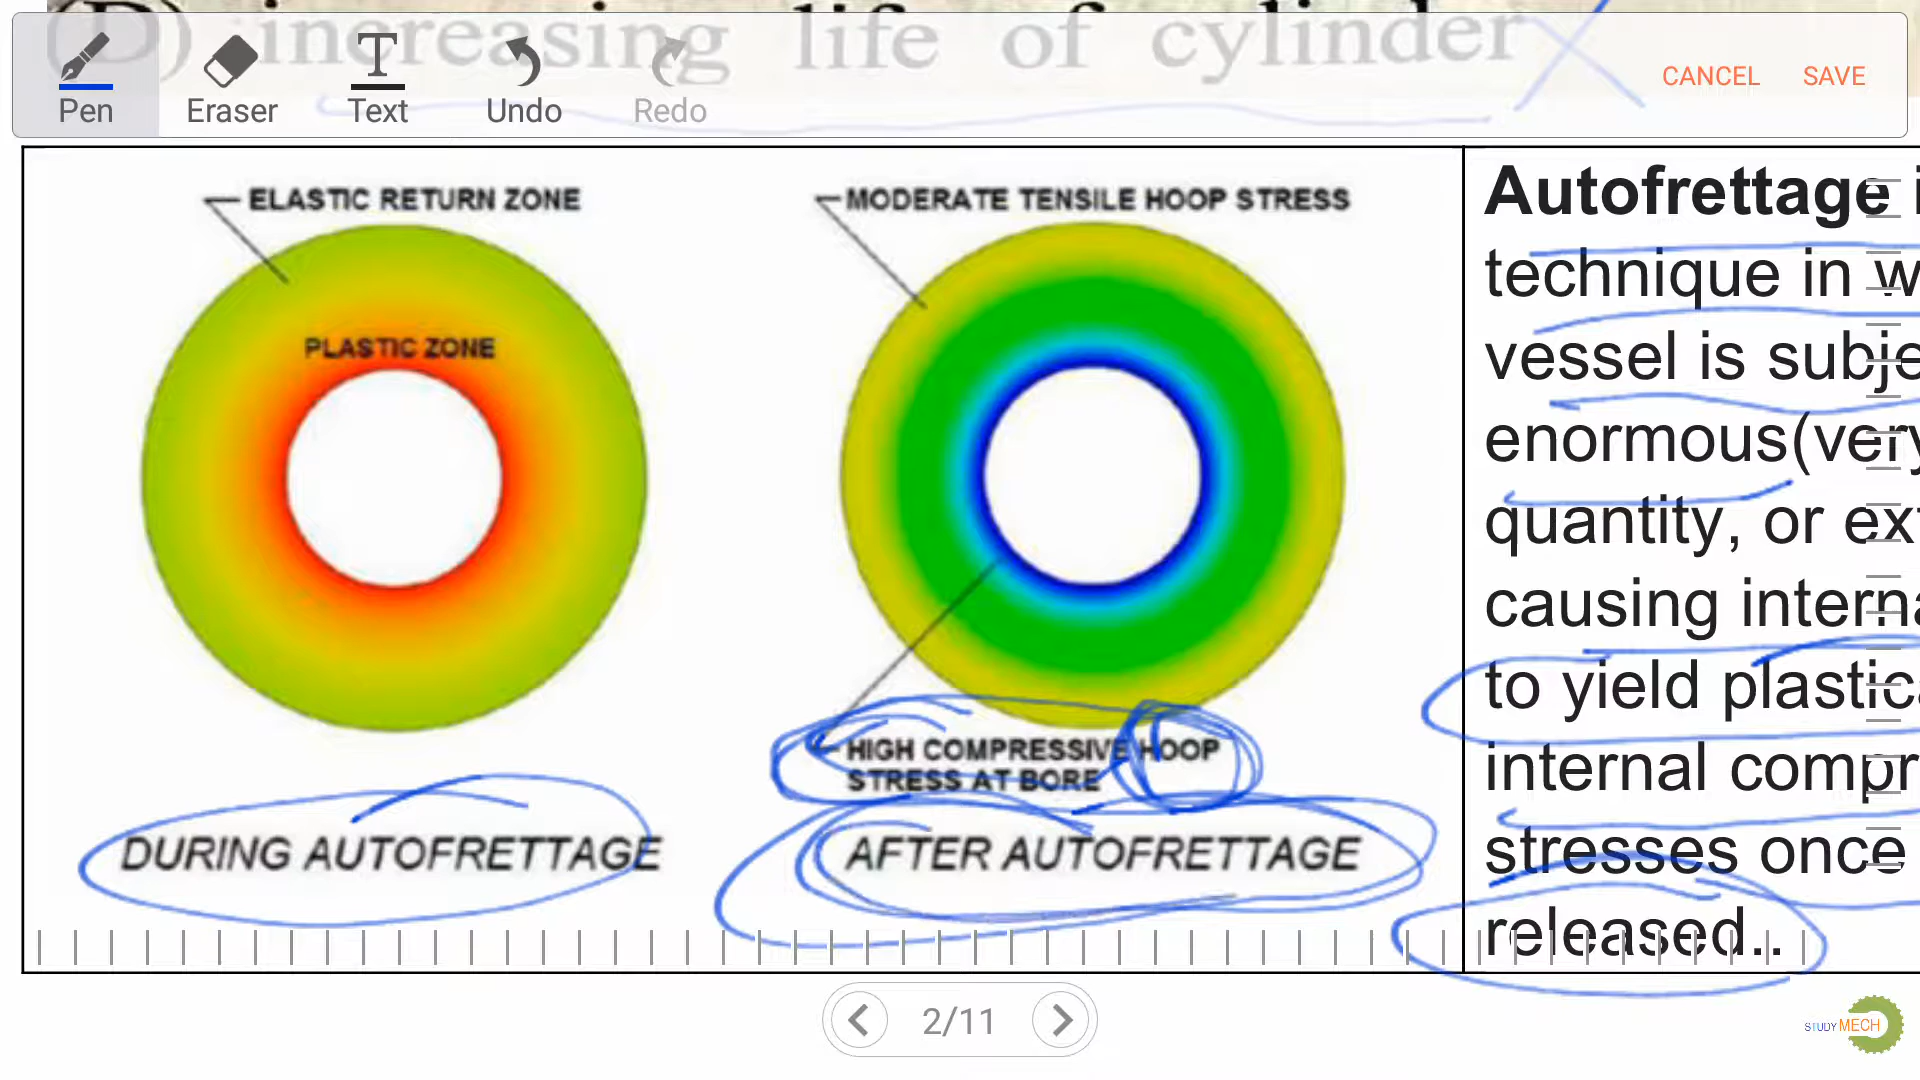 (D) increasing life of cylinder
Pen
Eraser
Text
Undo
Redo
CANCEL
SAVE
ELASTIC RETURN ZONE
PLASTIC ZONE
DURING AUTOFRETTAGE
MODERATE TENSILE HOOP STRESS
HIGH COMPRESSIVE HOOP
STRESS AT BORE
AFTER AUTOFRETTAGE
Autofrettage i
technique in w
vessel is subje
enormous(very
quantity, or ext
causing interna
to yield plastica
internal compr
stresses once
released..
2/11
STUDY MECH